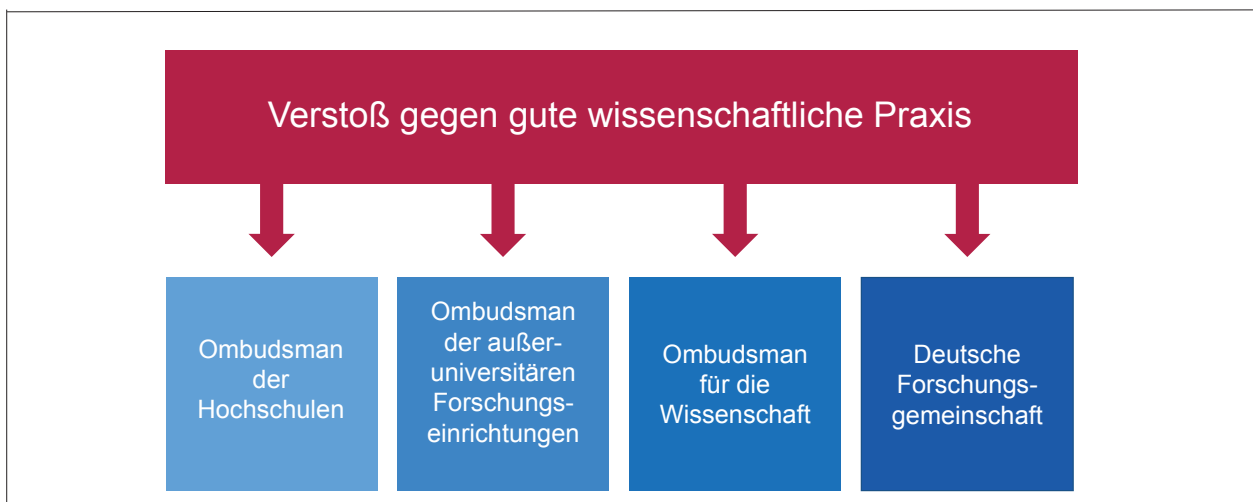 Verstoß gegen gute wissenschaftliche Praxis
Ombudsman
der
Hochschulen
Ombudsman
der außer-
universitären
Forschungs-
einrichtungen
Ombudsman
für die
Wissenschaft
Deutsche
Forschungs-
gemeinschaft